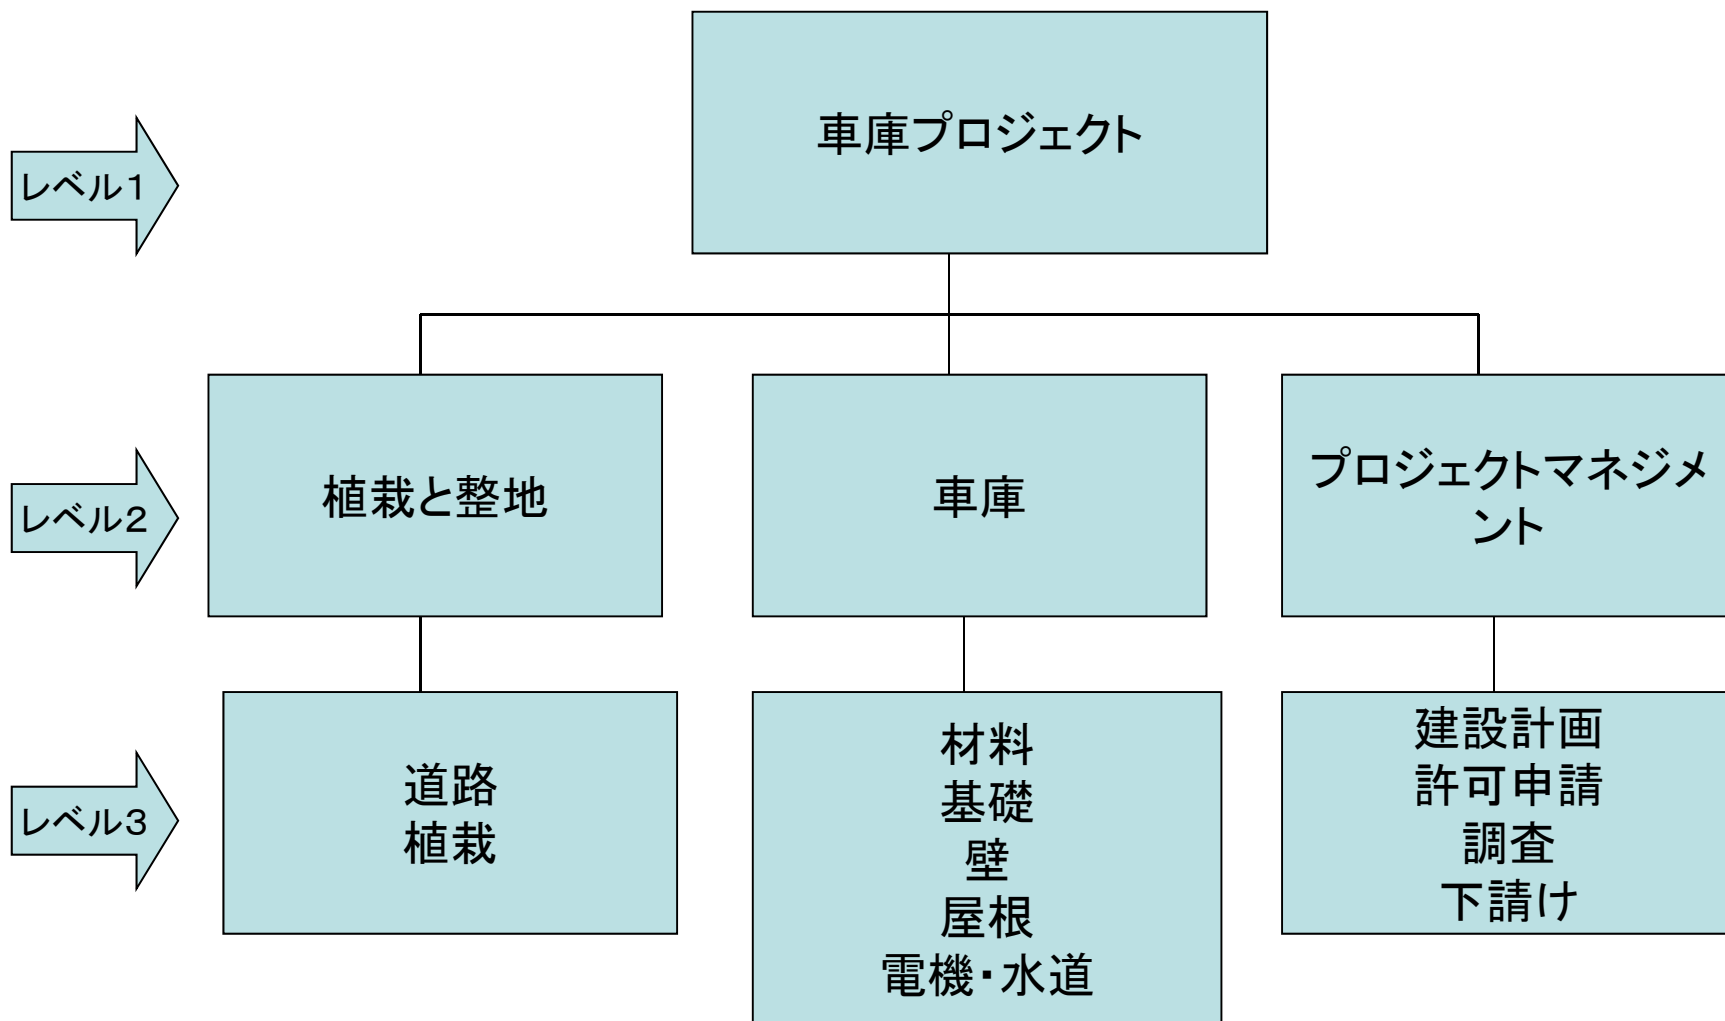 車庫プロジェクト
レベル1
植栽と整地
車庫
プロジェクトマネジメ
ント
レベル2
道路
植栽
材料
基礎
壁
屋根
電機・水道
建設計画
許可申請
調査
下請け
レベル3